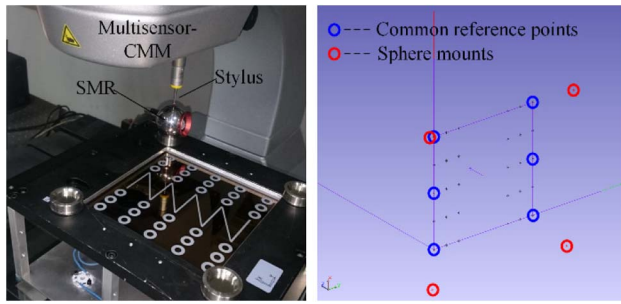 Multisensor-
CMM
SMR
Stylus
Common reference points
Sphere mounts